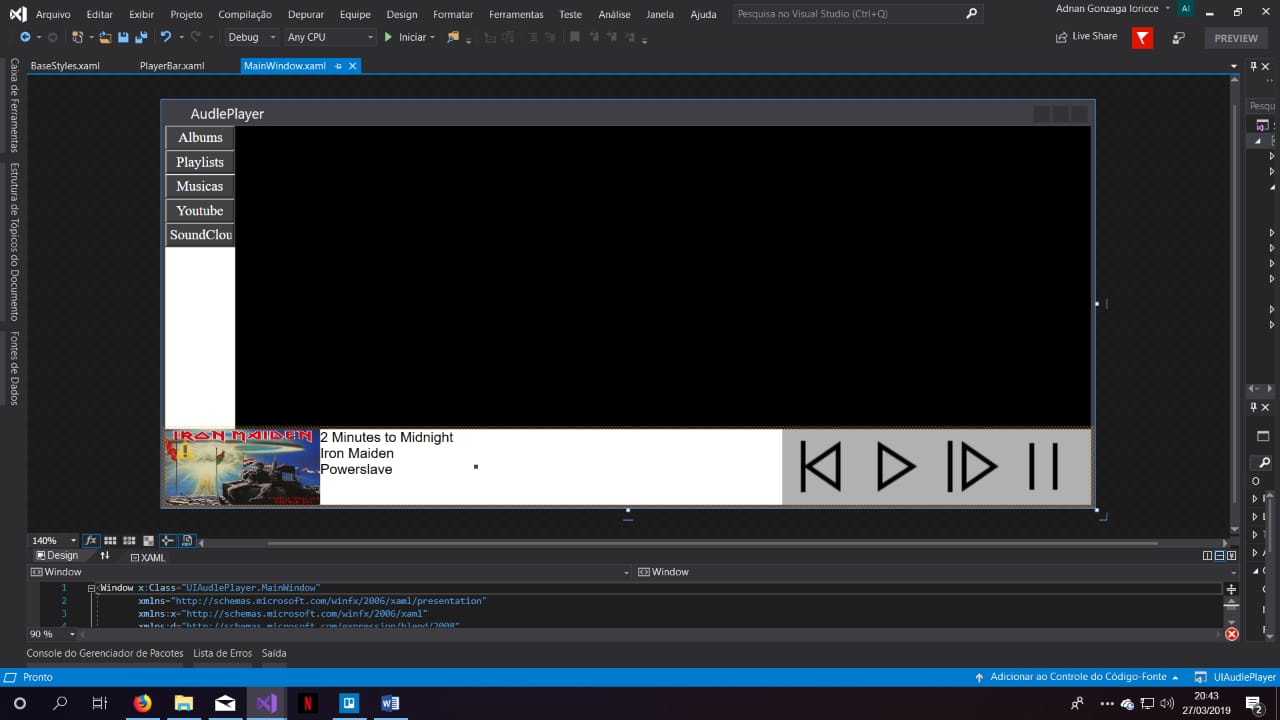 Arquivo Editar Exibir Projeto Compilação Depurar Equipe Design Formatar Ferramentas Teste Análise Janela Ajuda Pesquisa no Visual Studio (Ctrl+Q) Adnan Gonzaga Ioricce AI
Debug Any CPU Iniciar Live Share PREVIEW
BaseStyles.xaml PlayerBar.xaml MainWindow.xaml
Caixa de Ferramentas
Estrutura de Tópicos do Documento
Fontes de Dados
Pesqu
AudlePlayer
Albums
Playlists
Musicas
Youtube
SoundClou
IRON MAIDEN
2 Minutes to Midnight
Iron Maiden
Powerslave
140% fx
Design XAML
Window Window
1 <Window x:Class="UIAudlePlayer.MainWindow"
2 xmlns="http://schemas.microsoft.com/winfx/2006/xaml/presentation"
3 xmlns:x="http://schemas.microsoft.com/winfx/2006/xaml"
4 xmlns:d="http://schemas.microsoft.com/expression/blend/2008"
90 %
Console do Gerenciador de Pacotes Lista de Erros Saída
Pronto Adicionar ao Controle do Código-Fonte UIAudlePlayer
N W 20:43
27/03/2019 2